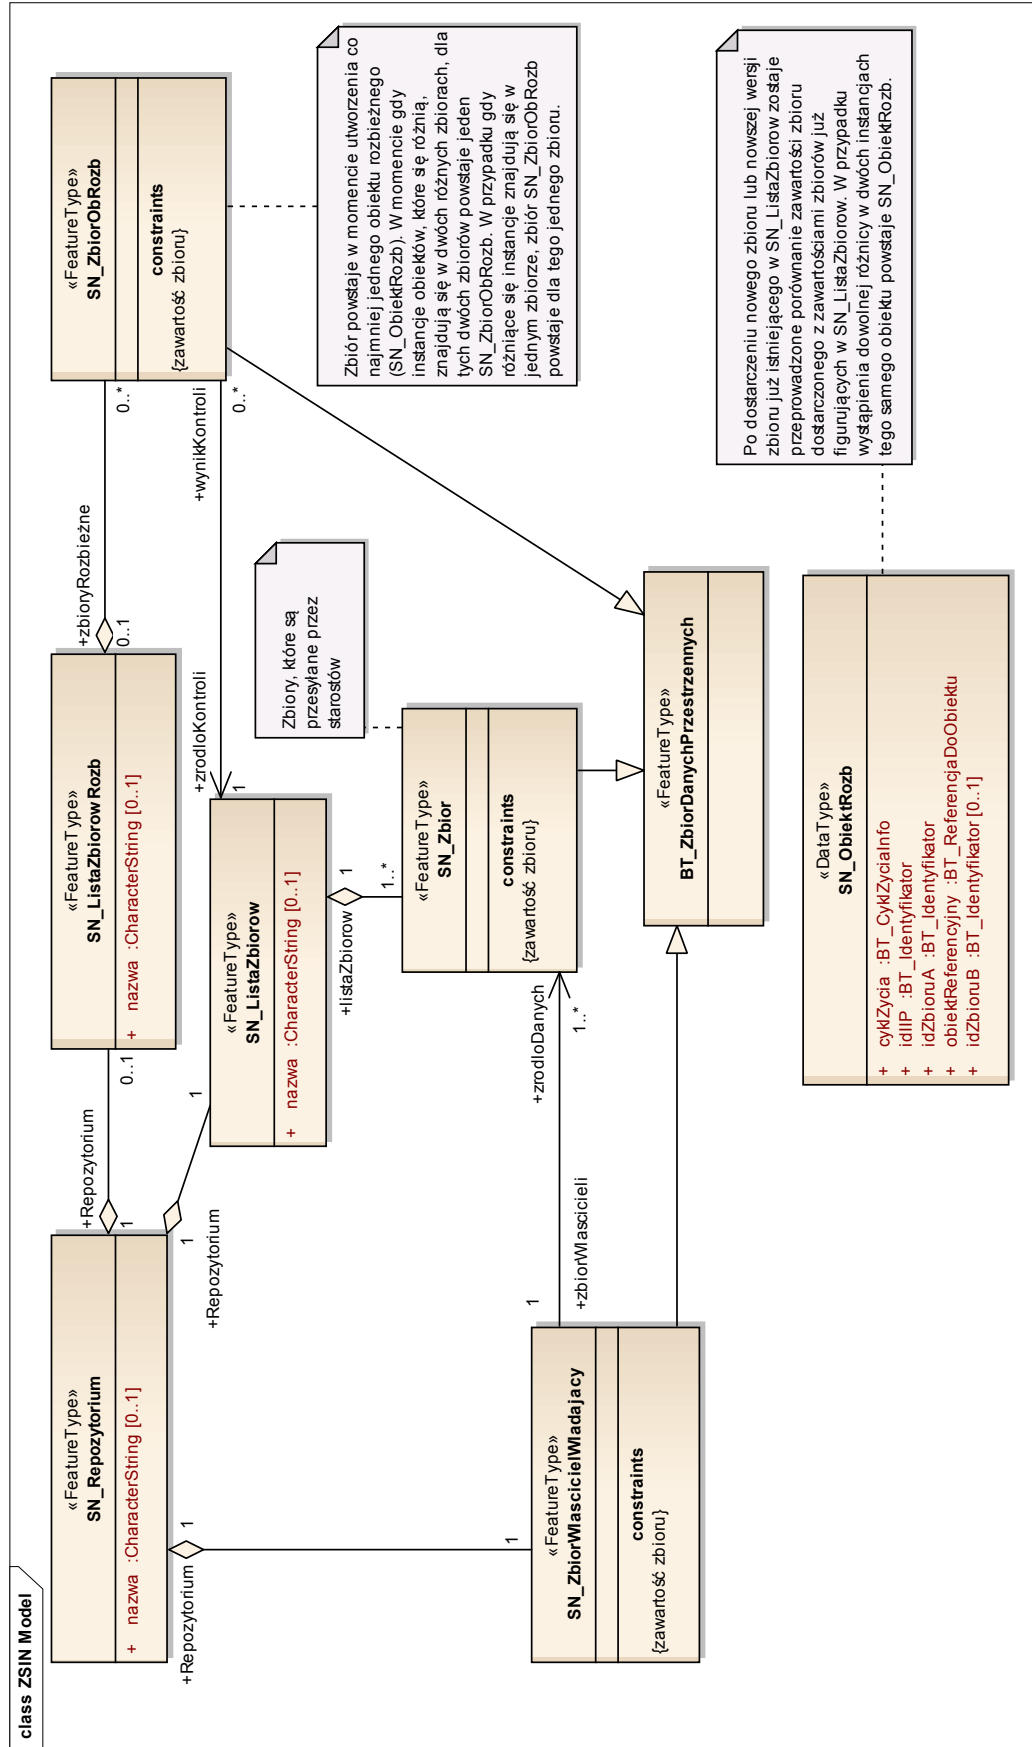 class ZSIN Model
«FeatureType»
SN_Repozytorium
+ nazwa :CharacterString [0..1]
+Repozytorium
1
0..1
«FeatureType»
SN_ListaZbiorowRozb
+ nazwa :CharacterString [0..1]
+zbioryRozbieżne
0..1
0..*
«FeatureType»
SN_ZbiorObRozb
constraints
{zawartość zbioru}
+Repozytorium
1
1
«FeatureType»
SN_ListaZbiorow
+ nazwa :CharacterString [0..1]
+zrodloKontroli
1
+wynikKontroli
0..*
+listaZbiorow
1
1..*
Zbiory, które są
przesyłane przez
starostów
Zbiór powstaje w momencie utworzenia co
najmniej jednego obiektu rozbieżnego
(SN_ObiektRozb). W momencie gdy
instancje obiektów, które się różnią,
znajdują się w dwóch różnych zbiorach, dla
tych dwóch zbiorów powstaje jeden
SN_ZbiorObRozb. W przypadku gdy
różniące się instancje znajdują się w
jednym zbiorze, zbiór SN_ZbiorObRozb
powstaje dla tego jednego zbioru.
+Repozytorium
1
1
«FeatureType»
SN_ZbiorWlascicielWladajacy
constraints
{zawartość zbioru}
1
+zbiorWlascicieli
+zrodloDanych
1..*
«FeatureType»
SN_Zbior
constraints
{zawartość zbioru}
«FeatureType»
BT_ZbiorDanychPrzestrzennych
«DataType»
SN_ObiektRozb
+ cyklZycia :BT_CyklZyciaInfo
+ idIIP :BT_Identyfikator
+ idZbioruA :BT_Identyfikator
+ obiektReferencyjny :BT_ReferencjaDoObiektu
+ idZbioruB :BT_Identyfikator [0..1]
Po dostarczeniu nowego zbioru lub nowszej wersji
zbioru już istniejącego w SN_ListaZbiorow zostaje
przeprowadzone porównanie zawartości zbioru
dostarczonego z zawartościami zbiorów już
figurujących w SN_ListaZbiorow. W przypadku
wystąpienia dowolnej różnicy w dwóch instancjach
tego samego obiektu powstaje SN_ObiektRozb.